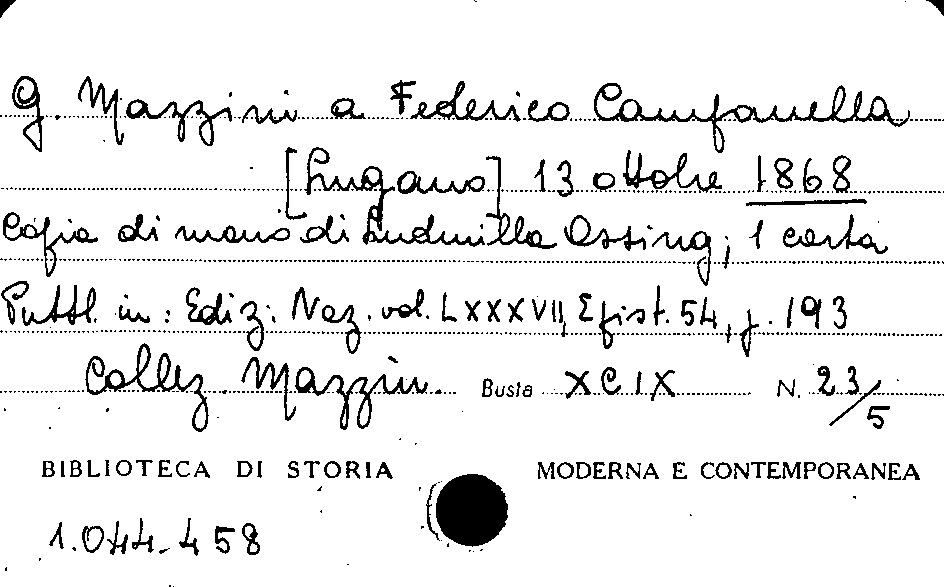 G. Mazzini a Federico Campanella
[Lugano] 13 ottobre 1868
Copia di mano di Ludmilla Assing; 1 carta
Pubbl. in: Ediz. Naz. vol. LXXXVII, Epist. 54, p. 193
Collez. Mazzin. Busta XCIX N. 23/5
BIBLIOTECA DI STORIA MODERNA E CONTEMPORANEA
1.044.458